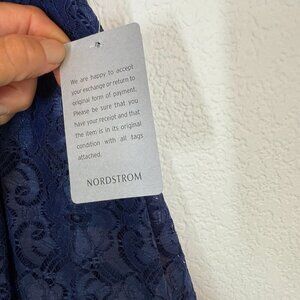 We are happy to accept
your exchange or return to
original form of payment.
Please be sure that you
have your receipt and that
the item is in its original
condition with all tags
attached.
NORDSTROM